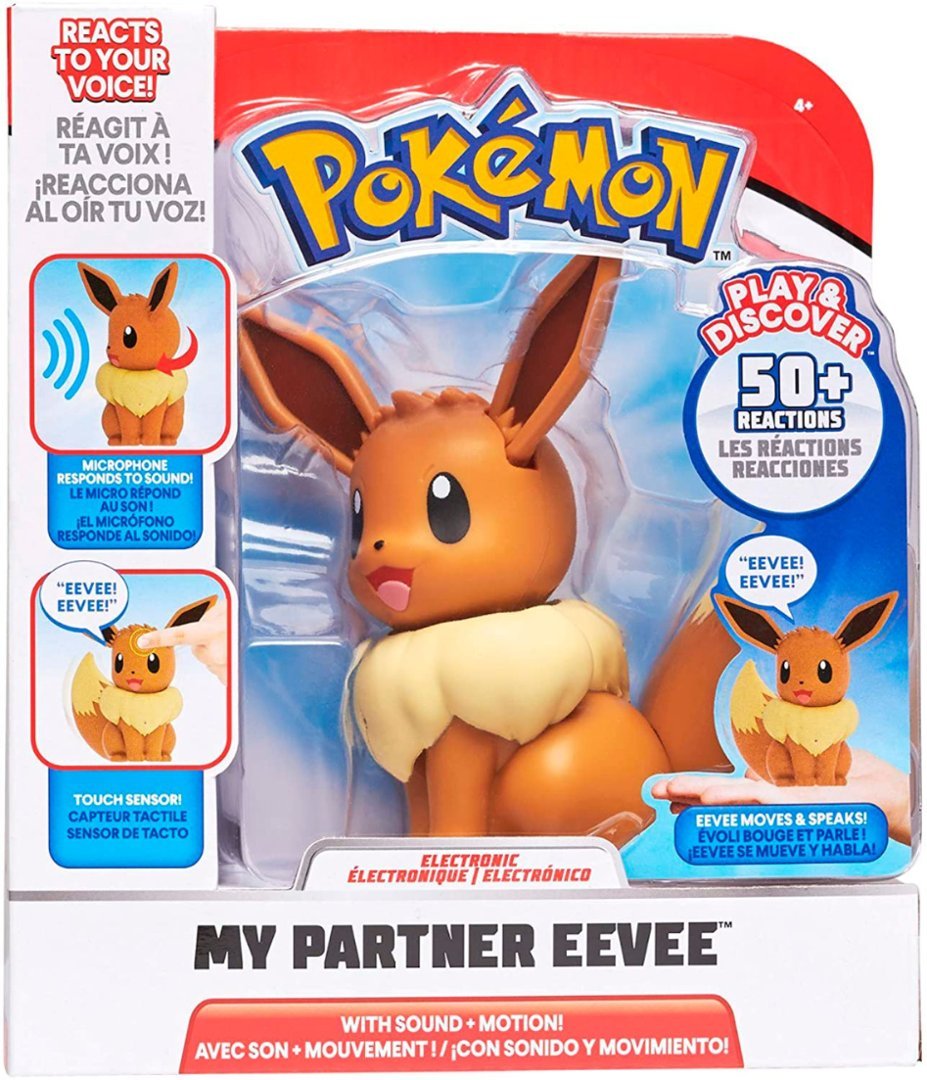 REACTS
TO YOUR
VOICE!
RÉAGIT À
TA VOIX !
¡REACCIONA
AL OÍR TU VOZ!
4+
POKéMON
TM
PLAY &
DISCOVER™
50+
REACTIONS
LES RÉACTIONS
REACCIONES
MICROPHONE
RESPONDS TO SOUND!
LE MICRO RÉPOND
AU SON !
¡EL MICRÓFONO
RESPONDE AL SONIDO!
"EEVEE!
EEVEE!"
TOUCH SENSOR!
CAPTEUR TACTILE
SENSOR DE TACTO
"EEVEE!
EEVEE!"
EEVEE MOVES & SPEAKS!
ÉVOLI BOUGE ET PARLE !
¡EEVEE SE MUEVE Y HABLA!
ELECTRONIC
ÉLECTRONIQUE | ELECTRÓNICO
MY PARTNER EEVEE™
WITH SOUND + MOTION!
AVEC SON + MOUVEMENT ! / ¡CON SONIDO Y MOVIMIENTO!